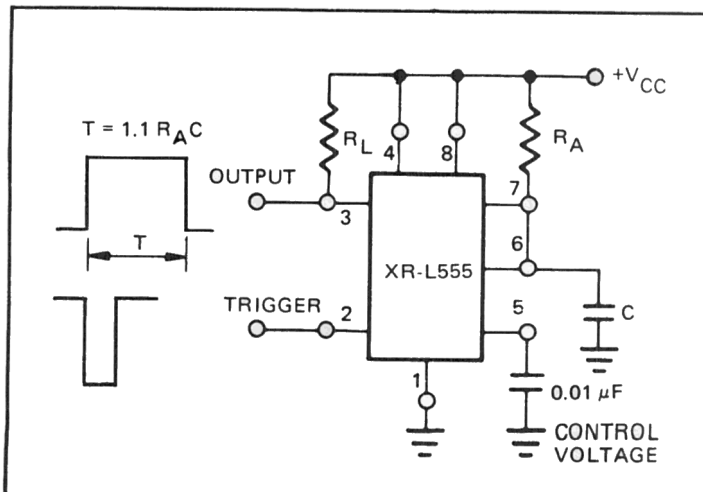 +VCC
T = 1.1 RAC
RL
4
8
RA
OUTPUT
3
7
T
6
XR-L555
TRIGGER
2
5
C
1
0.01 µF
CONTROL
VOLTAGE